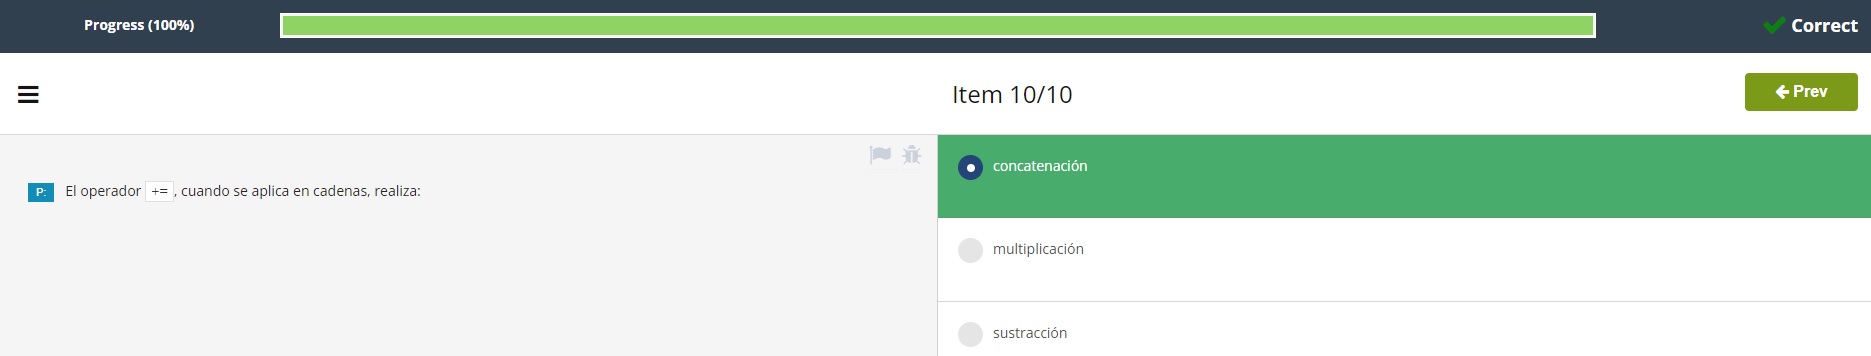 Progress (100%)
Correct
Item 10/10
Prev
P: El operador +=, cuando se aplica en cadenas, realiza:
concatenación
multiplicación
sustracción